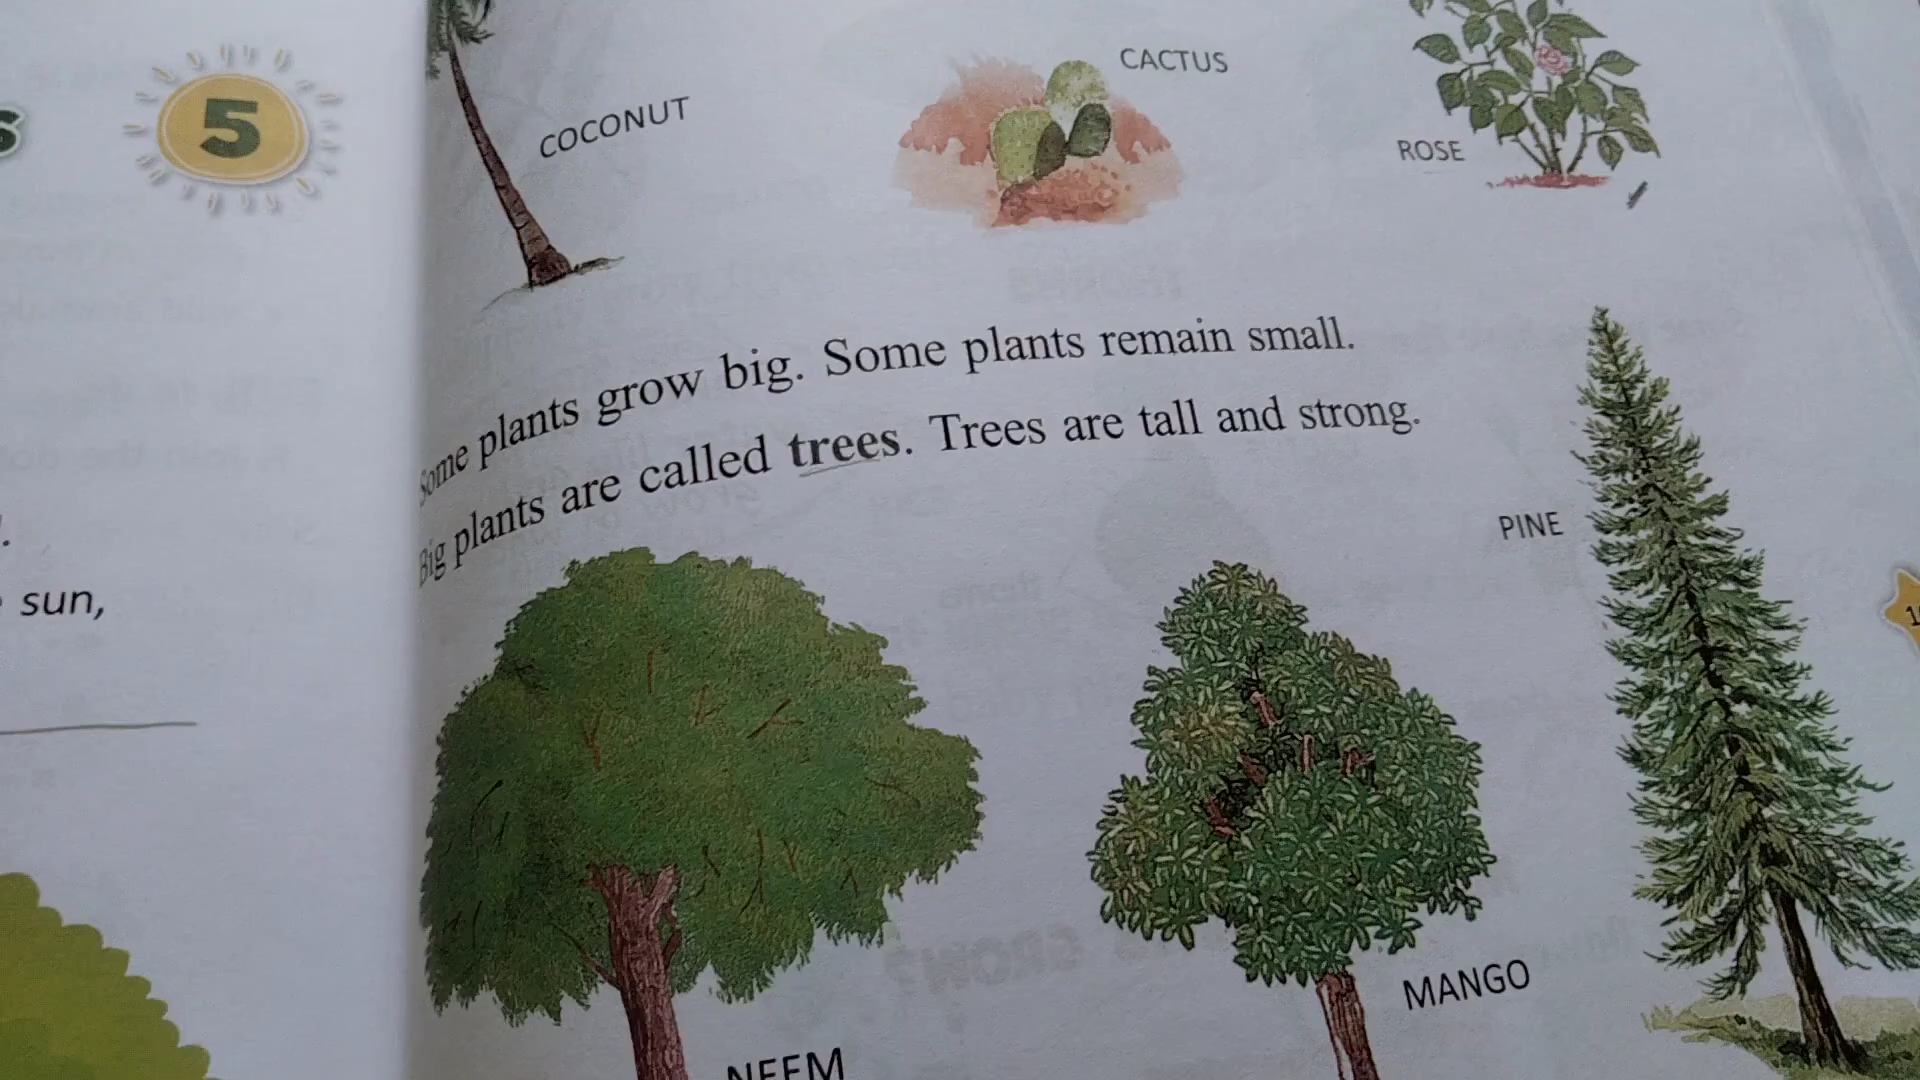 5
COCONUT
CACTUS
ROSE
Some plants grow big. Some plants remain small.
Big plants are called trees. Trees are tall and strong.
PINE
sun,
MANGO
NEEM